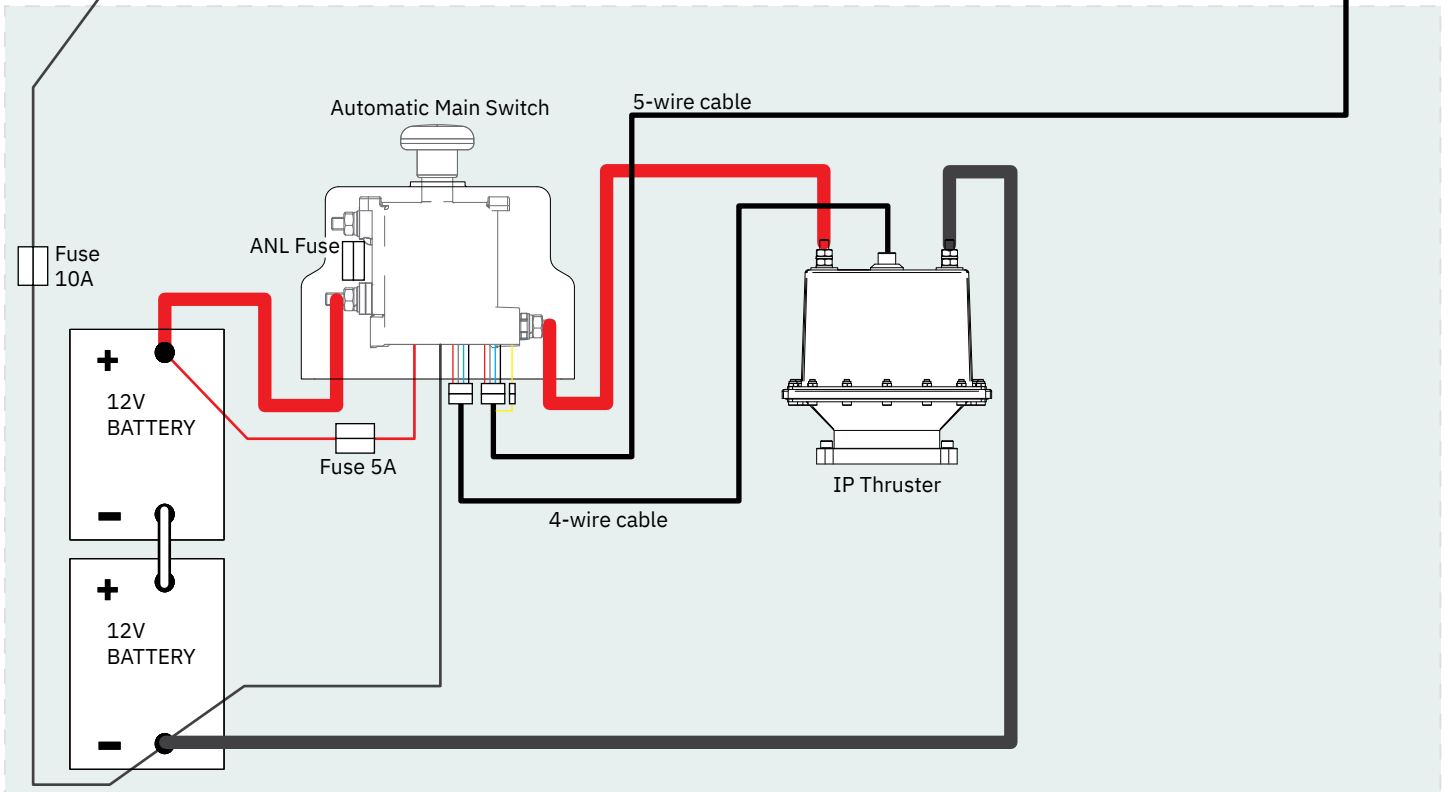 5-wire cable
Automatic Main Switch
ANL Fuse
Fuse
10A
+
12V
BATTERY
-
Fuse 5A
IP Thruster
4-wire cable
+
12V
BATTERY
-